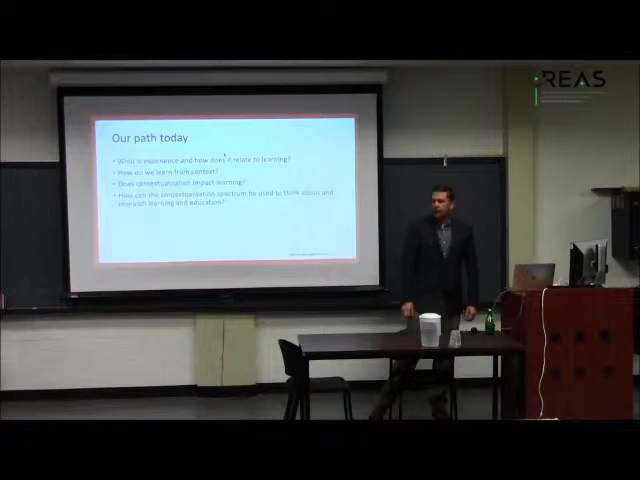 REAS
Our path today
• What is experience and how does it relate to learning?
• How do we learn from context?
• Does contextualization impact learning?
• How can the contextualization spectrum be used to think about and
research learning and education?